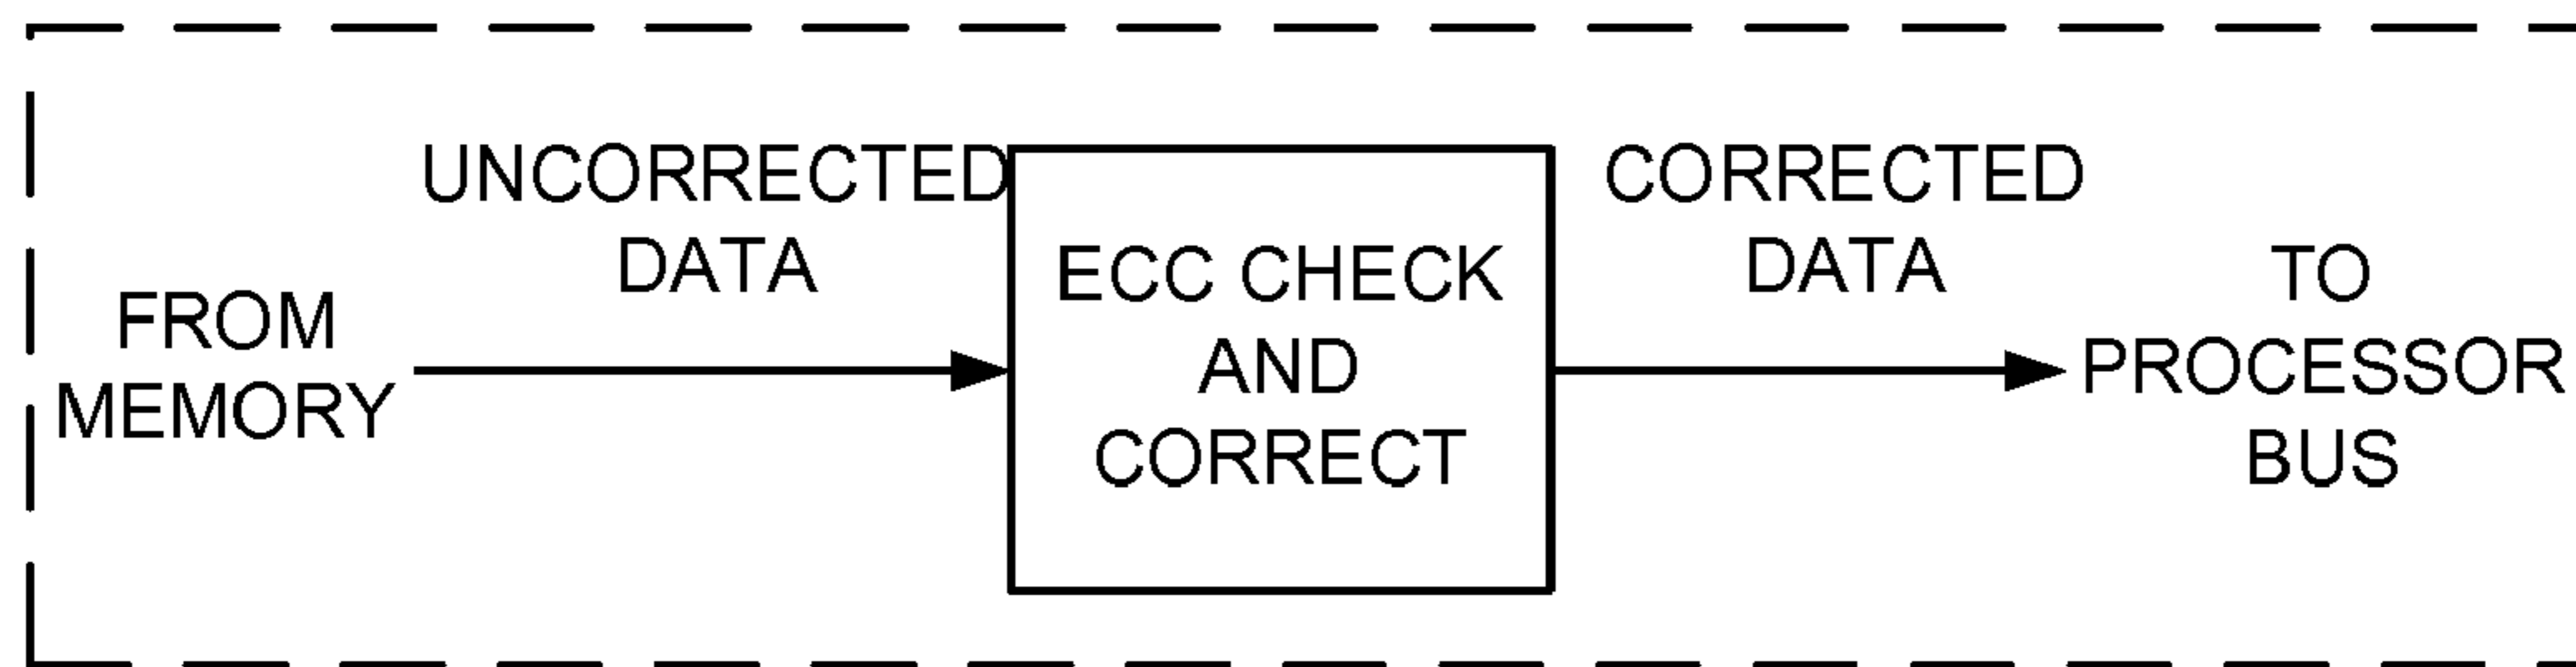 FROM
MEMORY
UNCORRECTED
DATA
ECC CHECK
AND
CORRECT
CORRECTED
DATA
TO
PROCESSOR
BUS